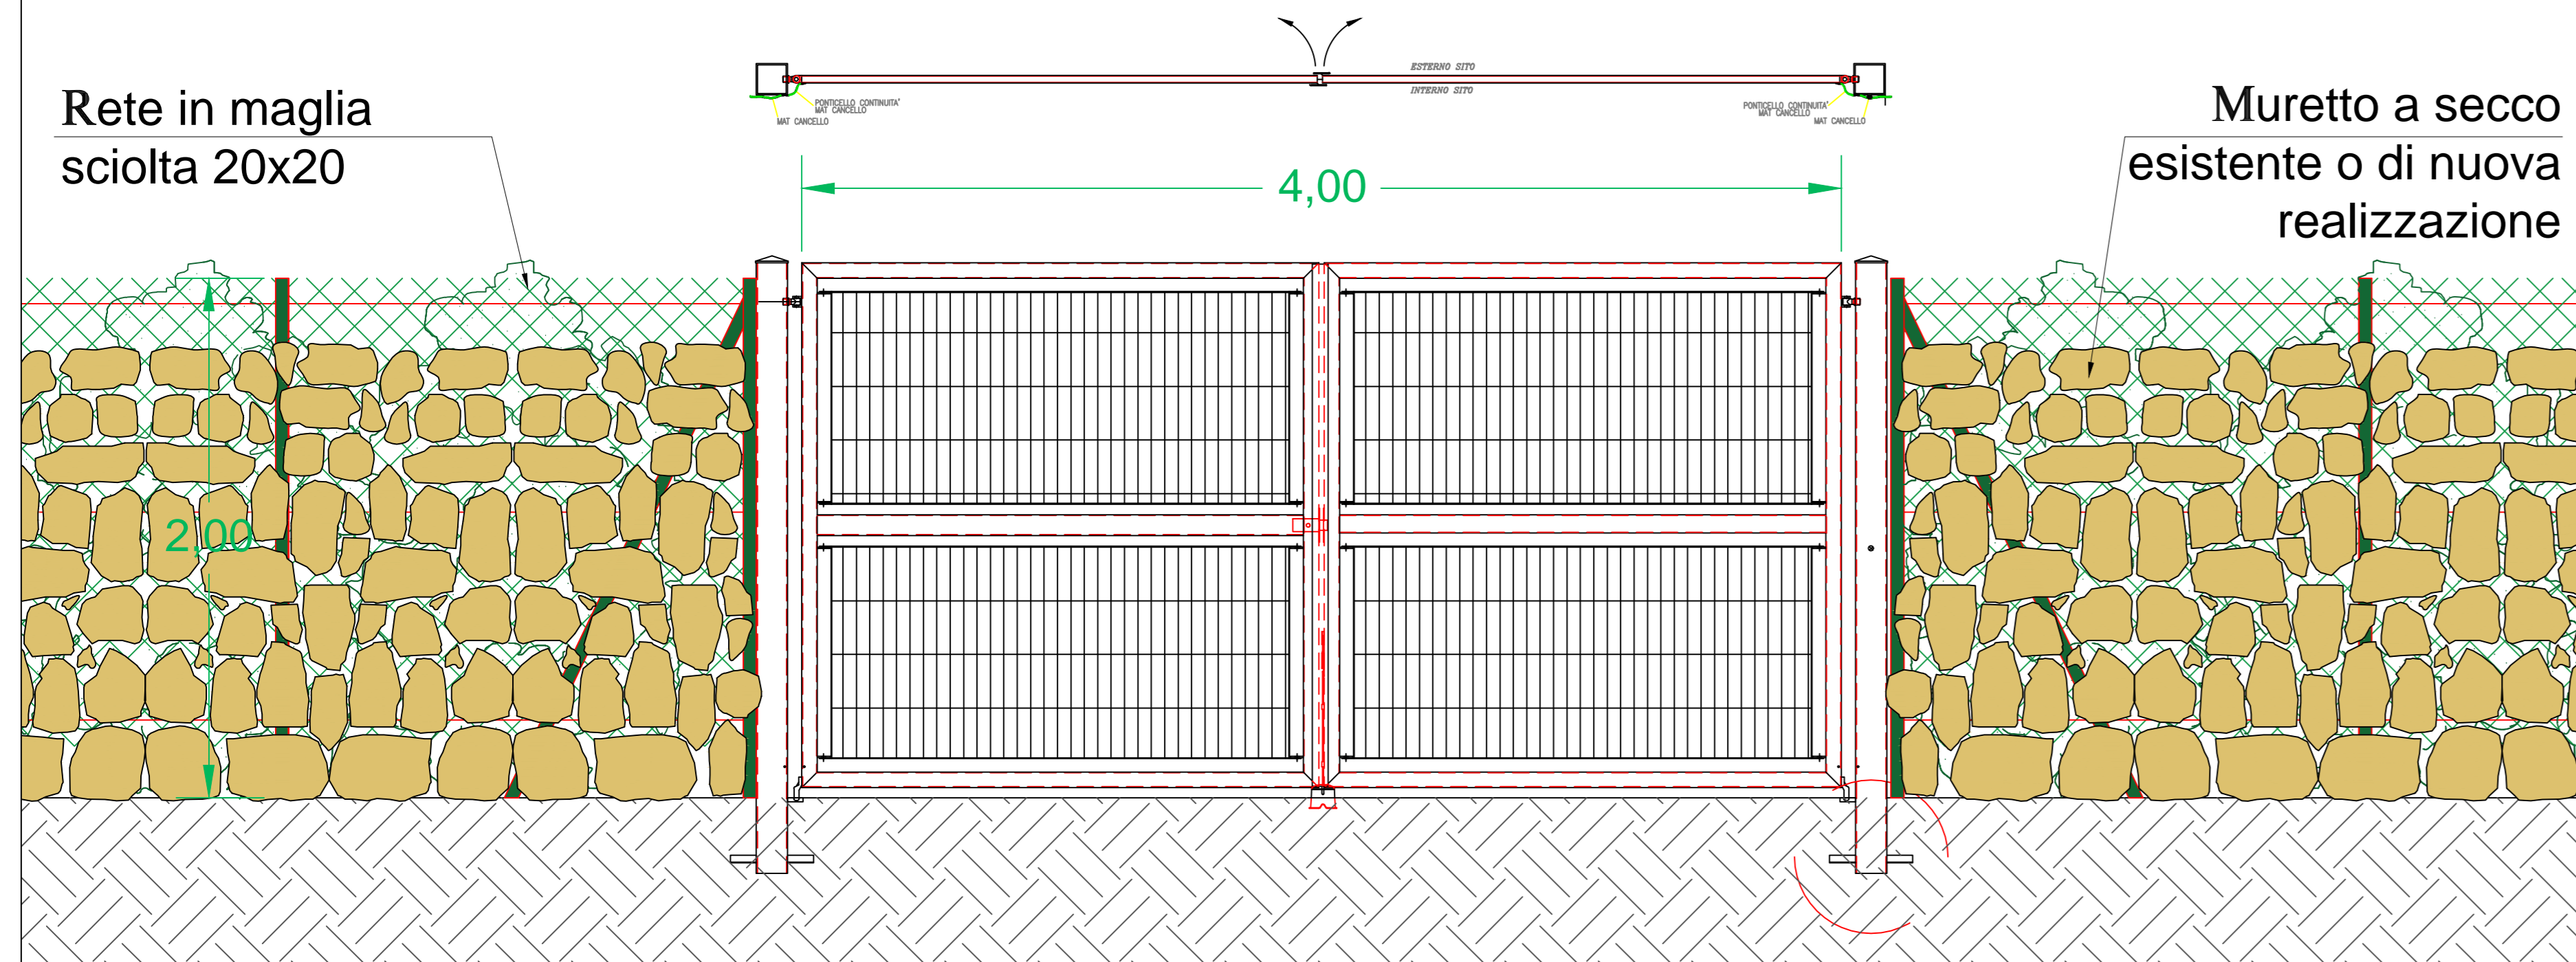 Rete in maglia
sciolta 20x20
ESTERNO SITO
INTERNO SITO
PONTICELLO CONTINUITA'
MAT CANCELLO
MAT CANCELLO
PONTICELLO CONTINUITA'
MAT CANCELLO
MAT CANCELLO
Muretto a secco
esistente o di nuova
realizzazione
4,00
2,00